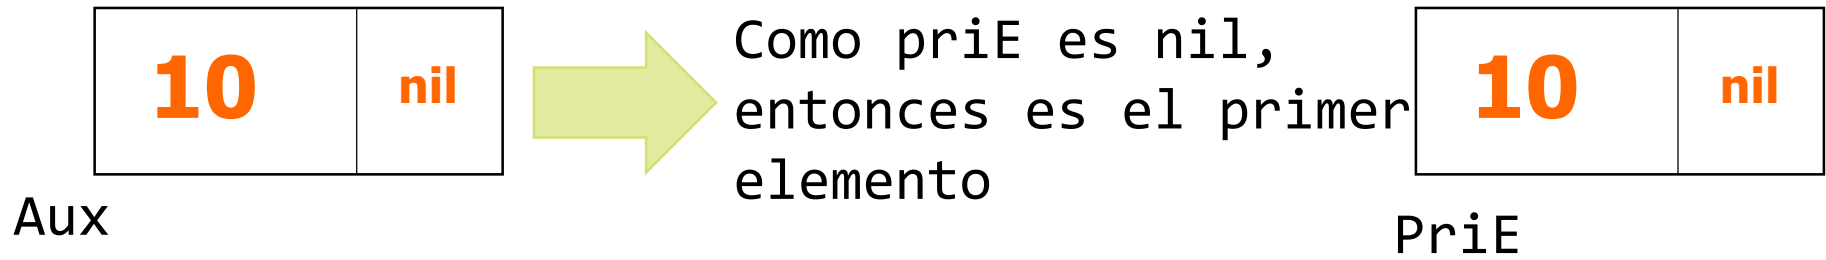 10 nil
Aux
Como priE es nil,
entonces es el primer
elemento
10 nil
PriE